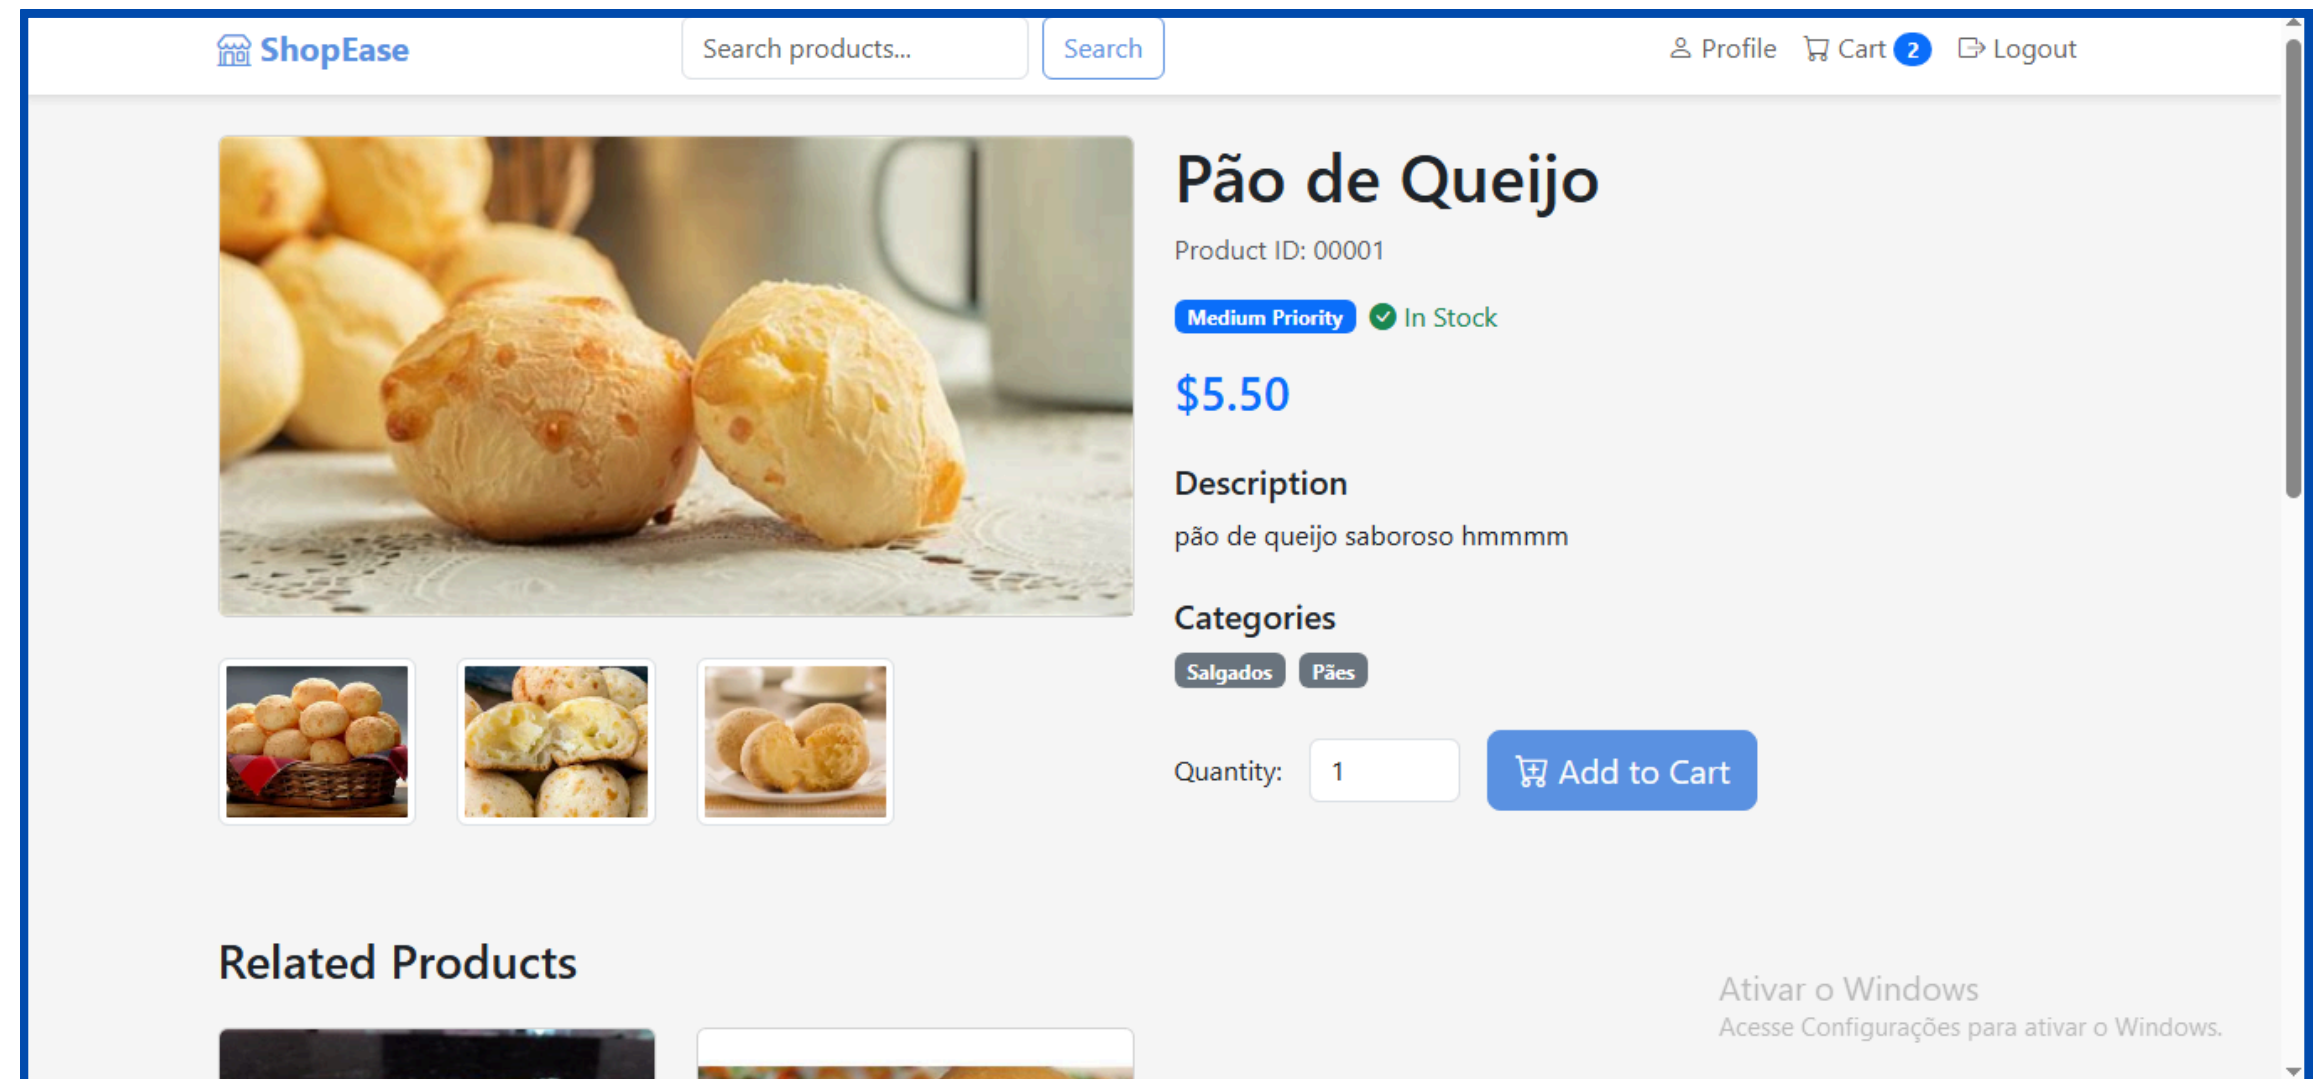 ShopEase
Search products...
Search
Profile
Cart 2
Logout
Pão de Queijo
Product ID: 00001
Medium Priority
In Stock
$5.50
Description
pão de queijo saboroso hmmmm
Categories
Salgados
Pães
Quantity:
1
Add to Cart
Related Products
Ativar o Windows
Acesse Configurações para ativar o Windows.